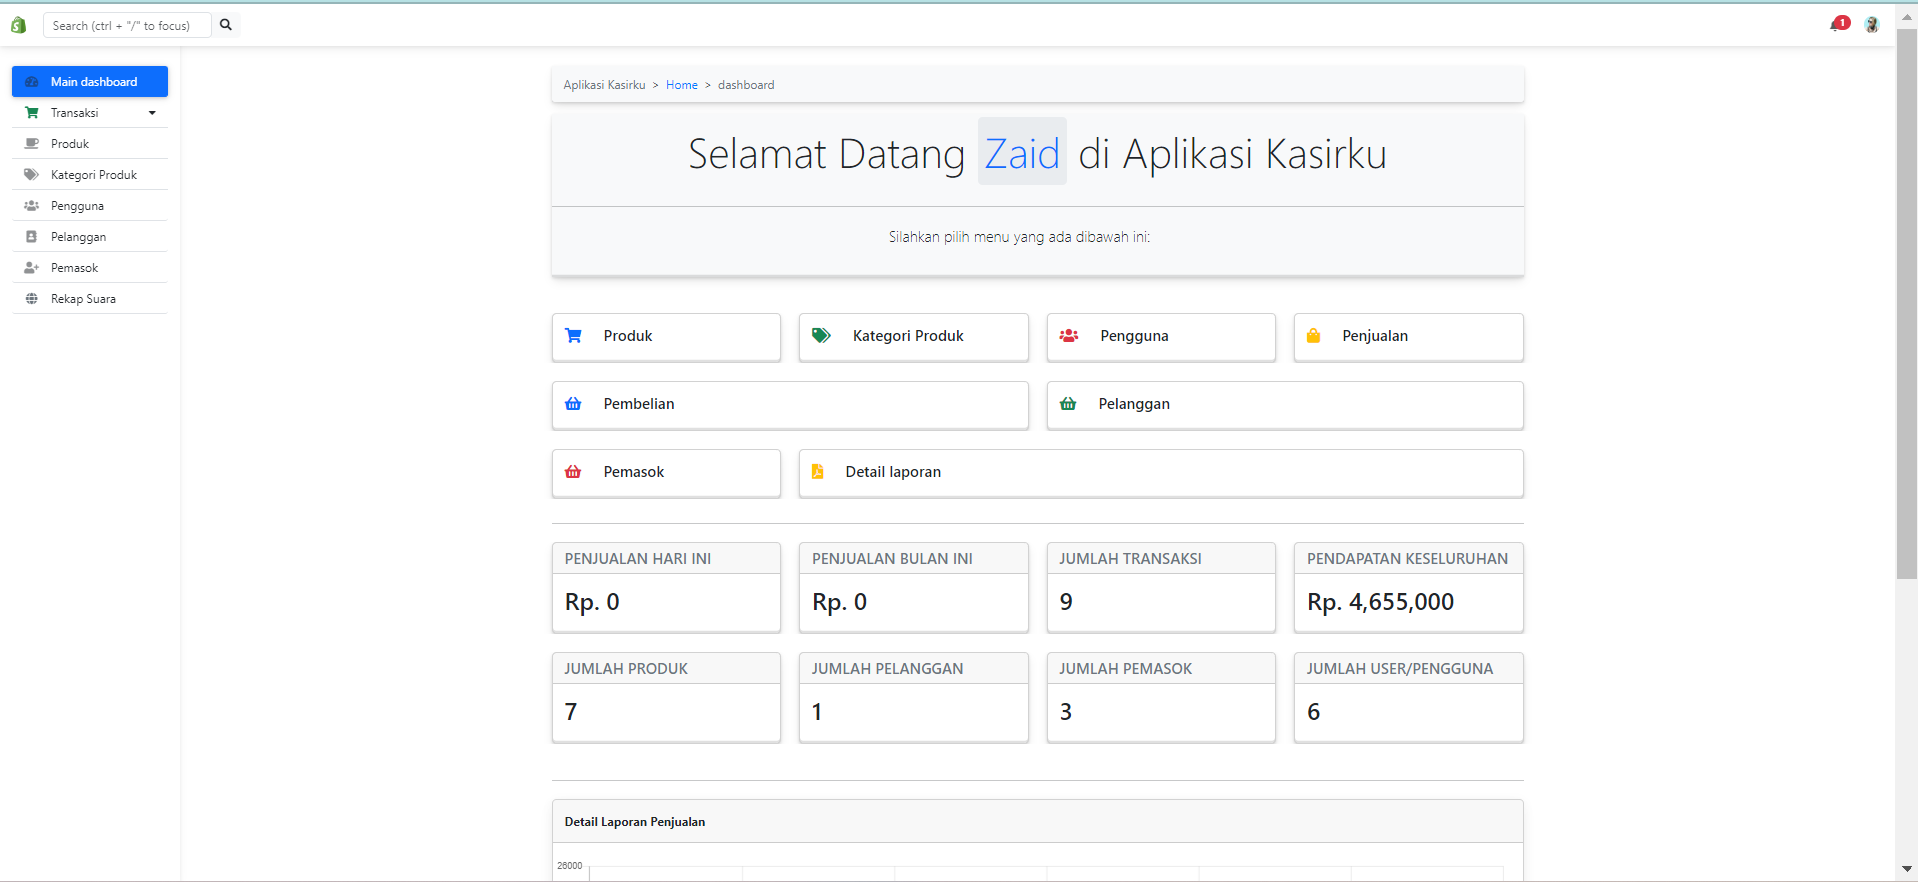 Search (ctrl + "/" to focus)
1
Main dashboard
Transaksi
Produk
Kategori Produk
Pengguna
Pelanggan
Pemasok
Rekap Suara
Aplikasi Kasirku > Home > dashboard
Selamat Datang Zaid di Aplikasi Kasirku
Silahkan pilih menu yang ada dibawah ini:
Produk
Kategori Produk
Pengguna
Penjualan
Pembelian
Pelanggan
Pemasok
Detail laporan
PENJUALAN HARI INI
Rp. 0
PENJUALAN BULAN INI
Rp. 0
JUMLAH TRANSAKSI
9
PENDAPATAN KESELURUHAN
Rp. 4,655,000
JUMLAH PRODUK
7
JUMLAH PELANGGAN
1
JUMLAH PEMASOK
3
JUMLAH USER/PENGGUNA
6
Detail Laporan Penjualan
26000